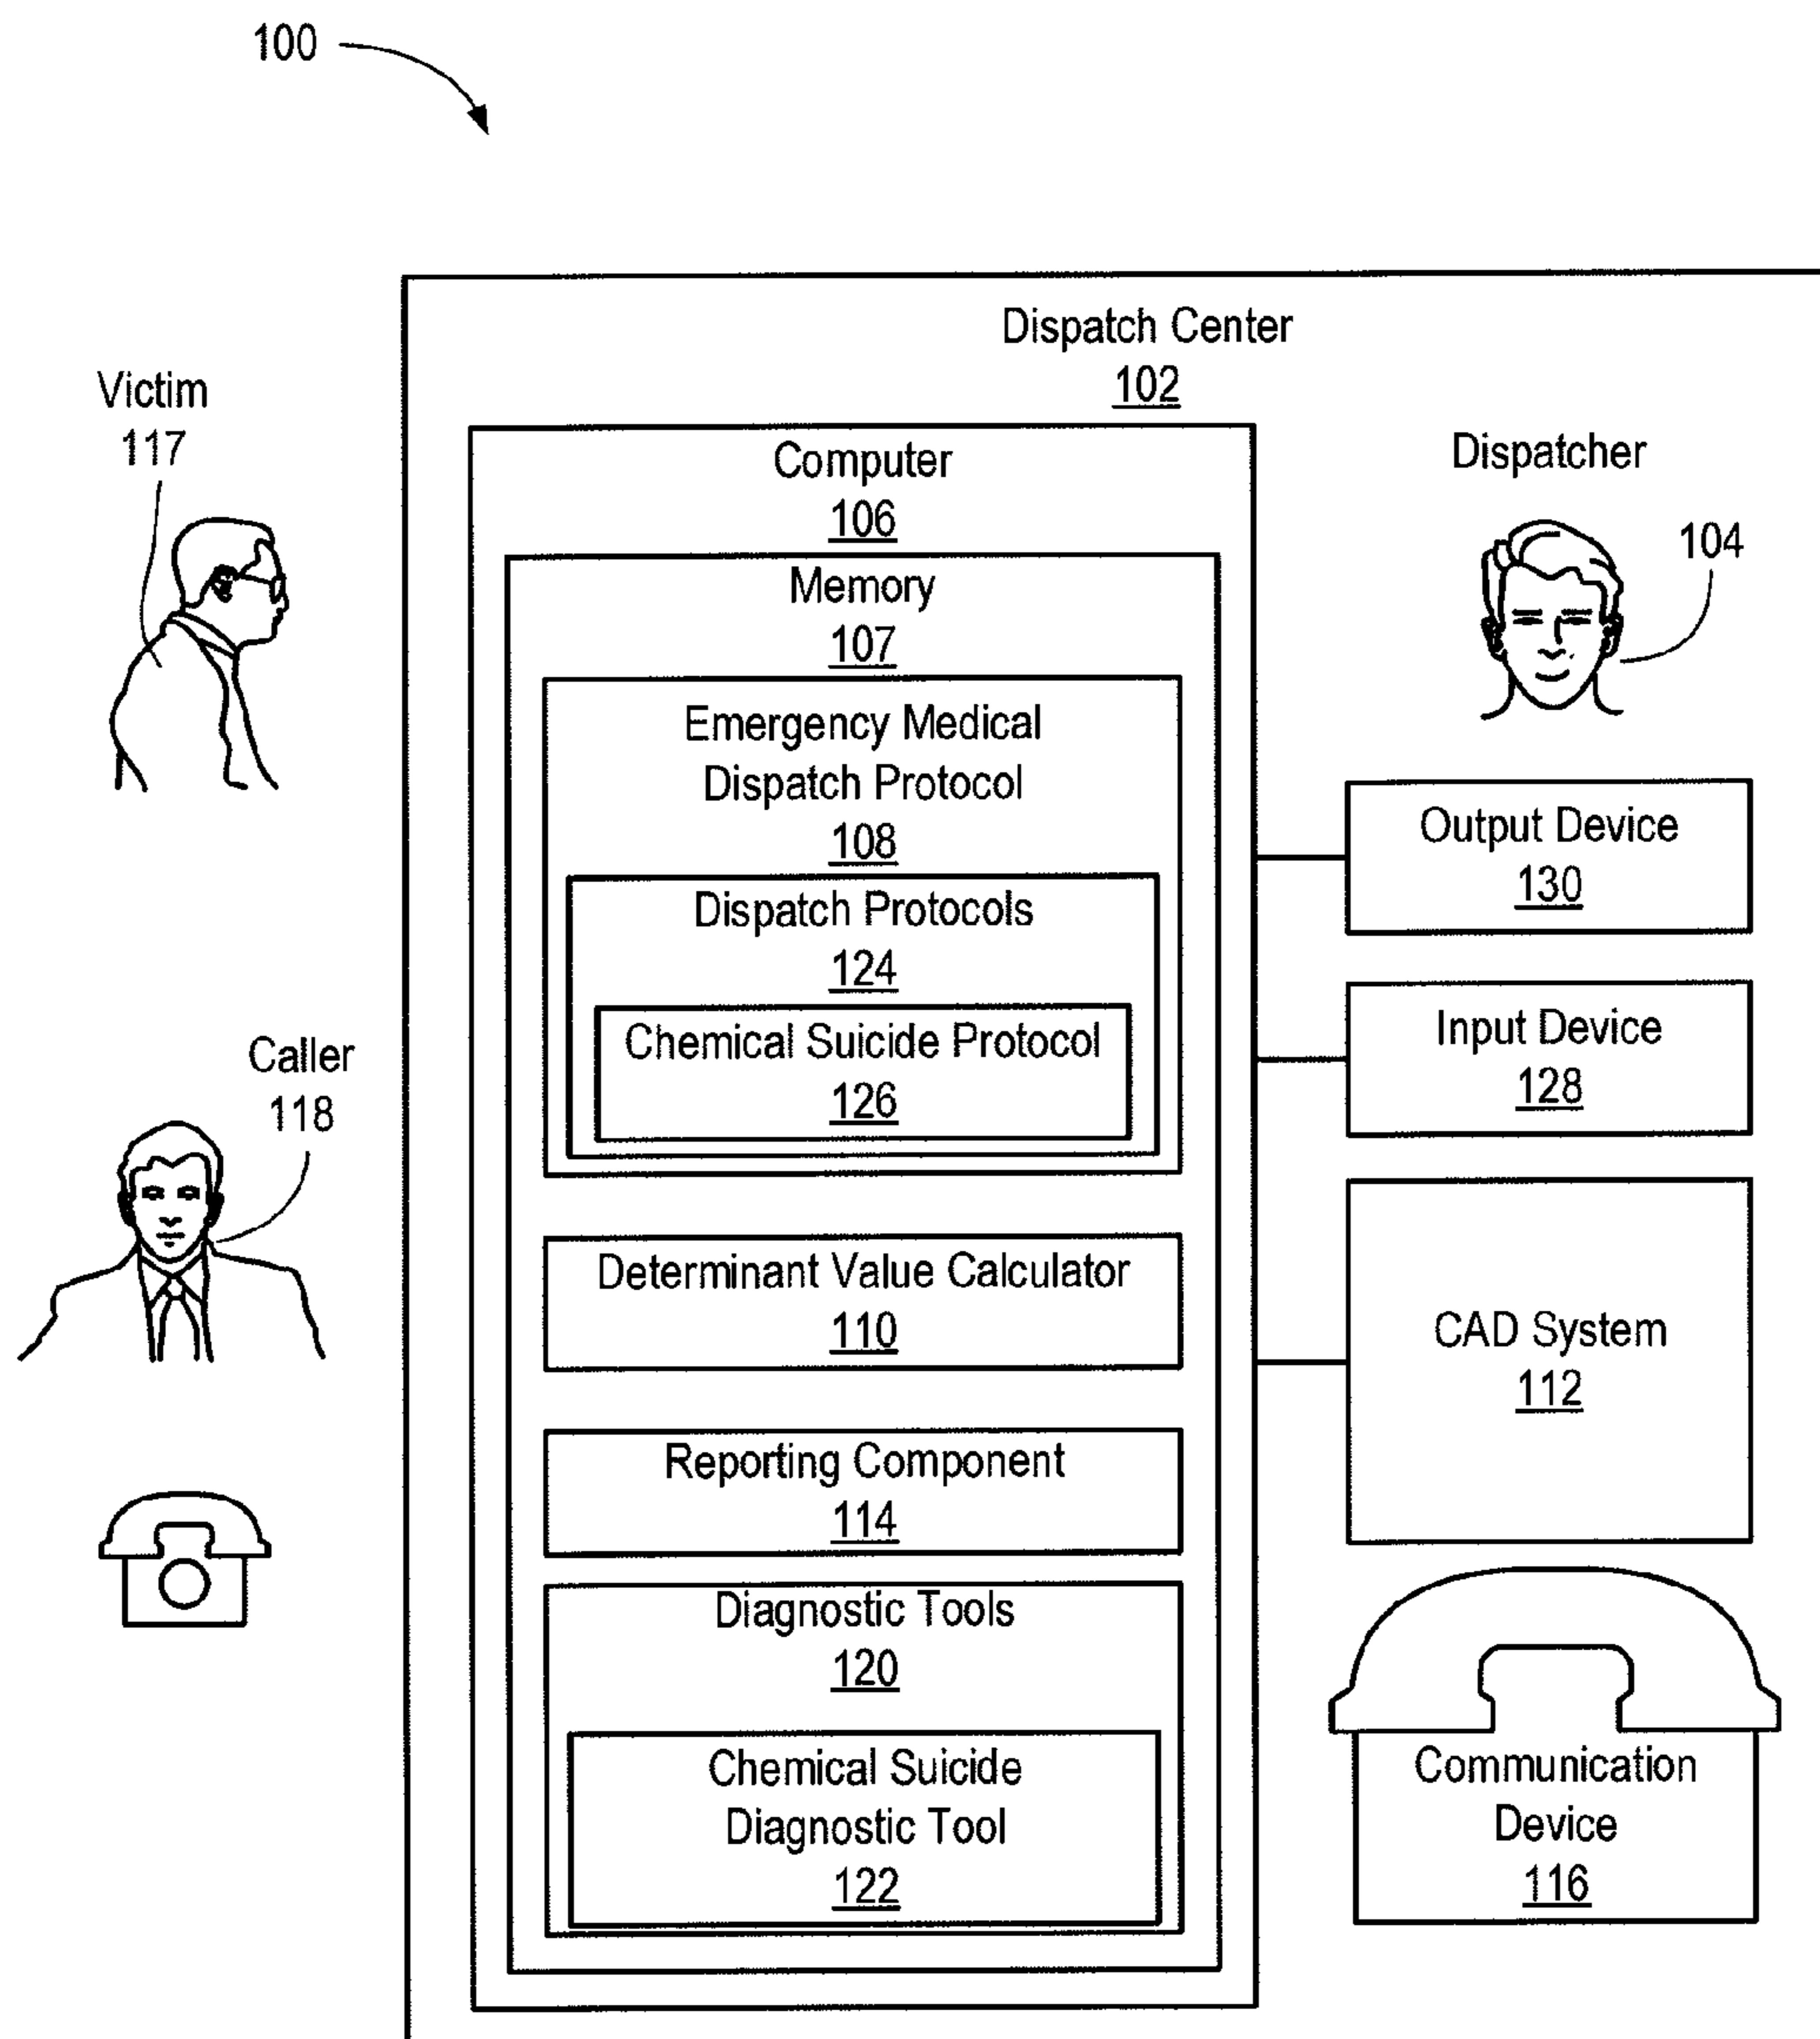 100
Dispatch Center
102
Victim
117
Computer
106
Dispatcher
104
Memory
107
Emergency Medical
Dispatch Protocol
108
Dispatch Protocols
124
Chemical Suicide Protocol
126
Output Device
130
Input Device
128
Caller
118
Determinant Value Calculator
110
CAD System
112
Reporting Component
114
Diagnostic Tools
120
Chemical Suicide
Diagnostic Tool
122
Communication
Device
116